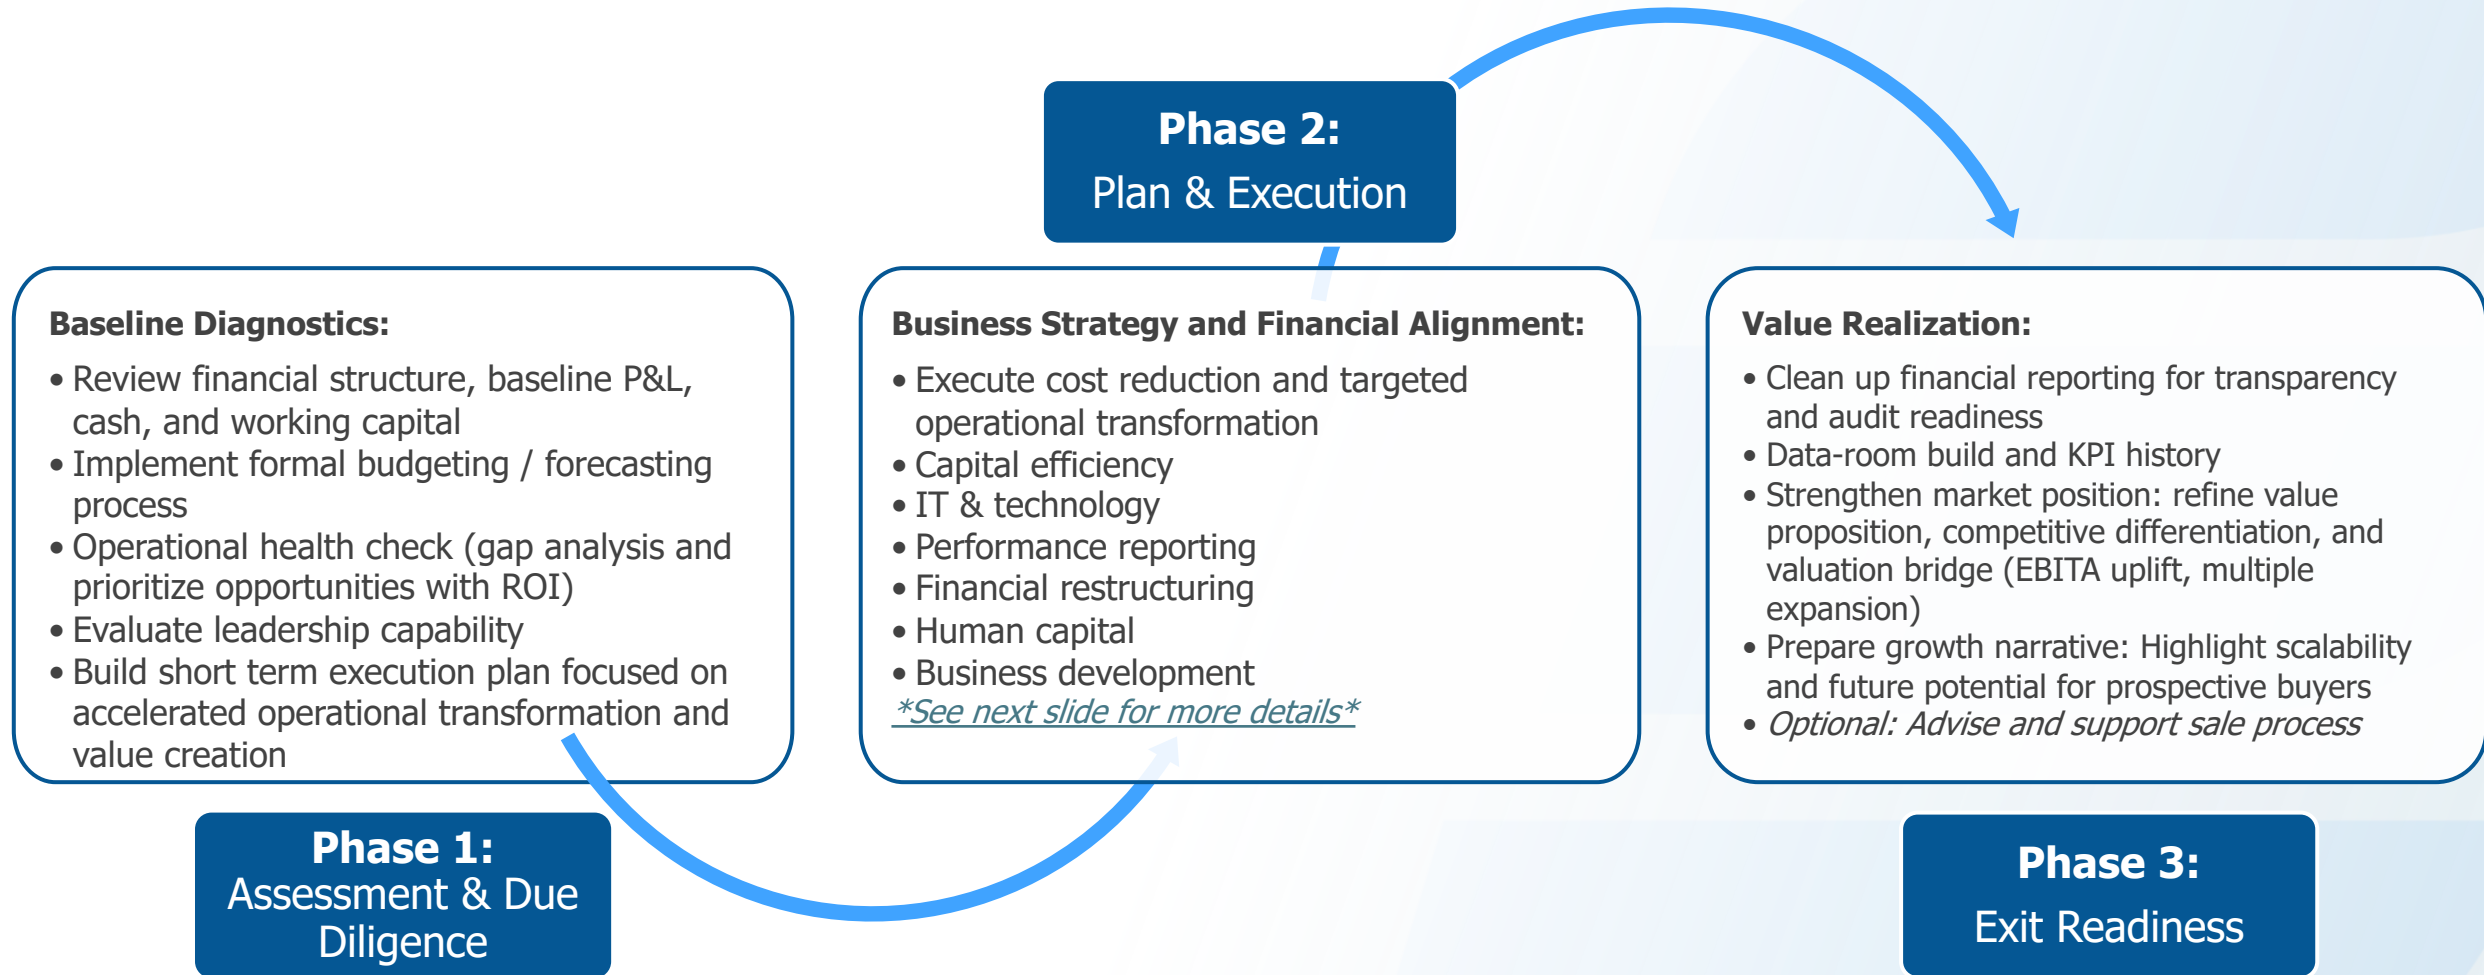 Phase 2:
Plan & Execution
Baseline Diagnostics:
• Review financial structure, baseline P&L,
cash, and working capital
• Implement formal budgeting / forecasting
process
• Operational health check (gap analysis and
prioritize opportunities with ROI)
• Evaluate leadership capability
• Build short term execution plan focused on
accelerated operational transformation and
value creation
Phase 1:
Assessment & Due
Diligence
Business Strategy and Financial Alignment:
• Execute cost reduction and targeted
operational transformation
• Capital efficiency
• IT & technology
• Performance reporting
• Financial restructuring
• Human capital
• Business development
*See next slide for more details*
Value Realization:
• Clean up financial reporting for transparency
and audit readiness
• Data-room build and KPI history
• Strengthen market position: refine value
proposition, competitive differentiation, and
valuation bridge (EBITA uplift, multiple
expansion)
• Prepare growth narrative: Highlight scalability
and future potential for prospective buyers
• Optional: Advise and support sale process
Phase 3:
Exit Readiness